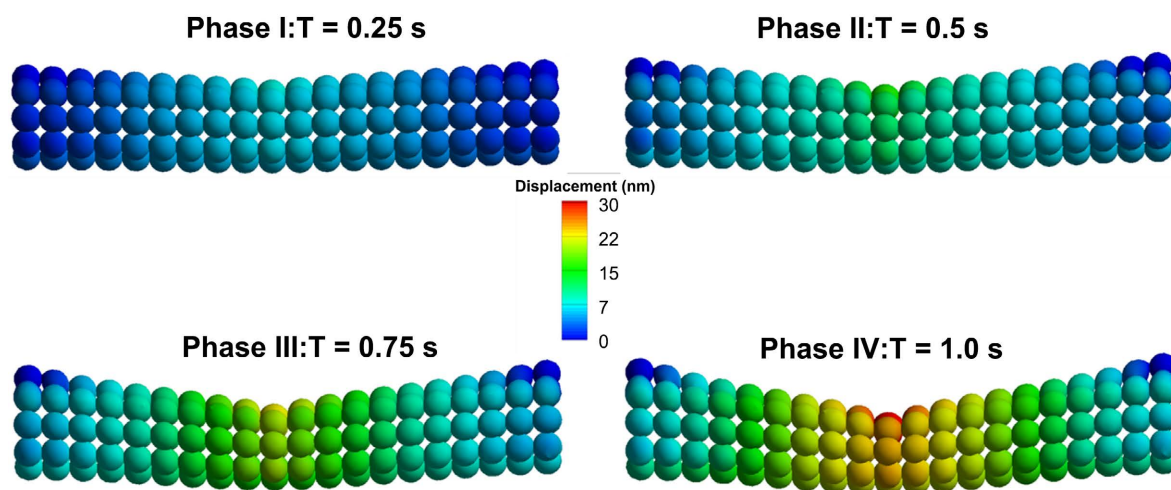 Phase I:T = 0.25 s
Phase II:T = 0.5 s
Displacement (nm)
30
22
15
7
0
Phase III:T = 0.75 s
Phase IV:T = 1.0 s